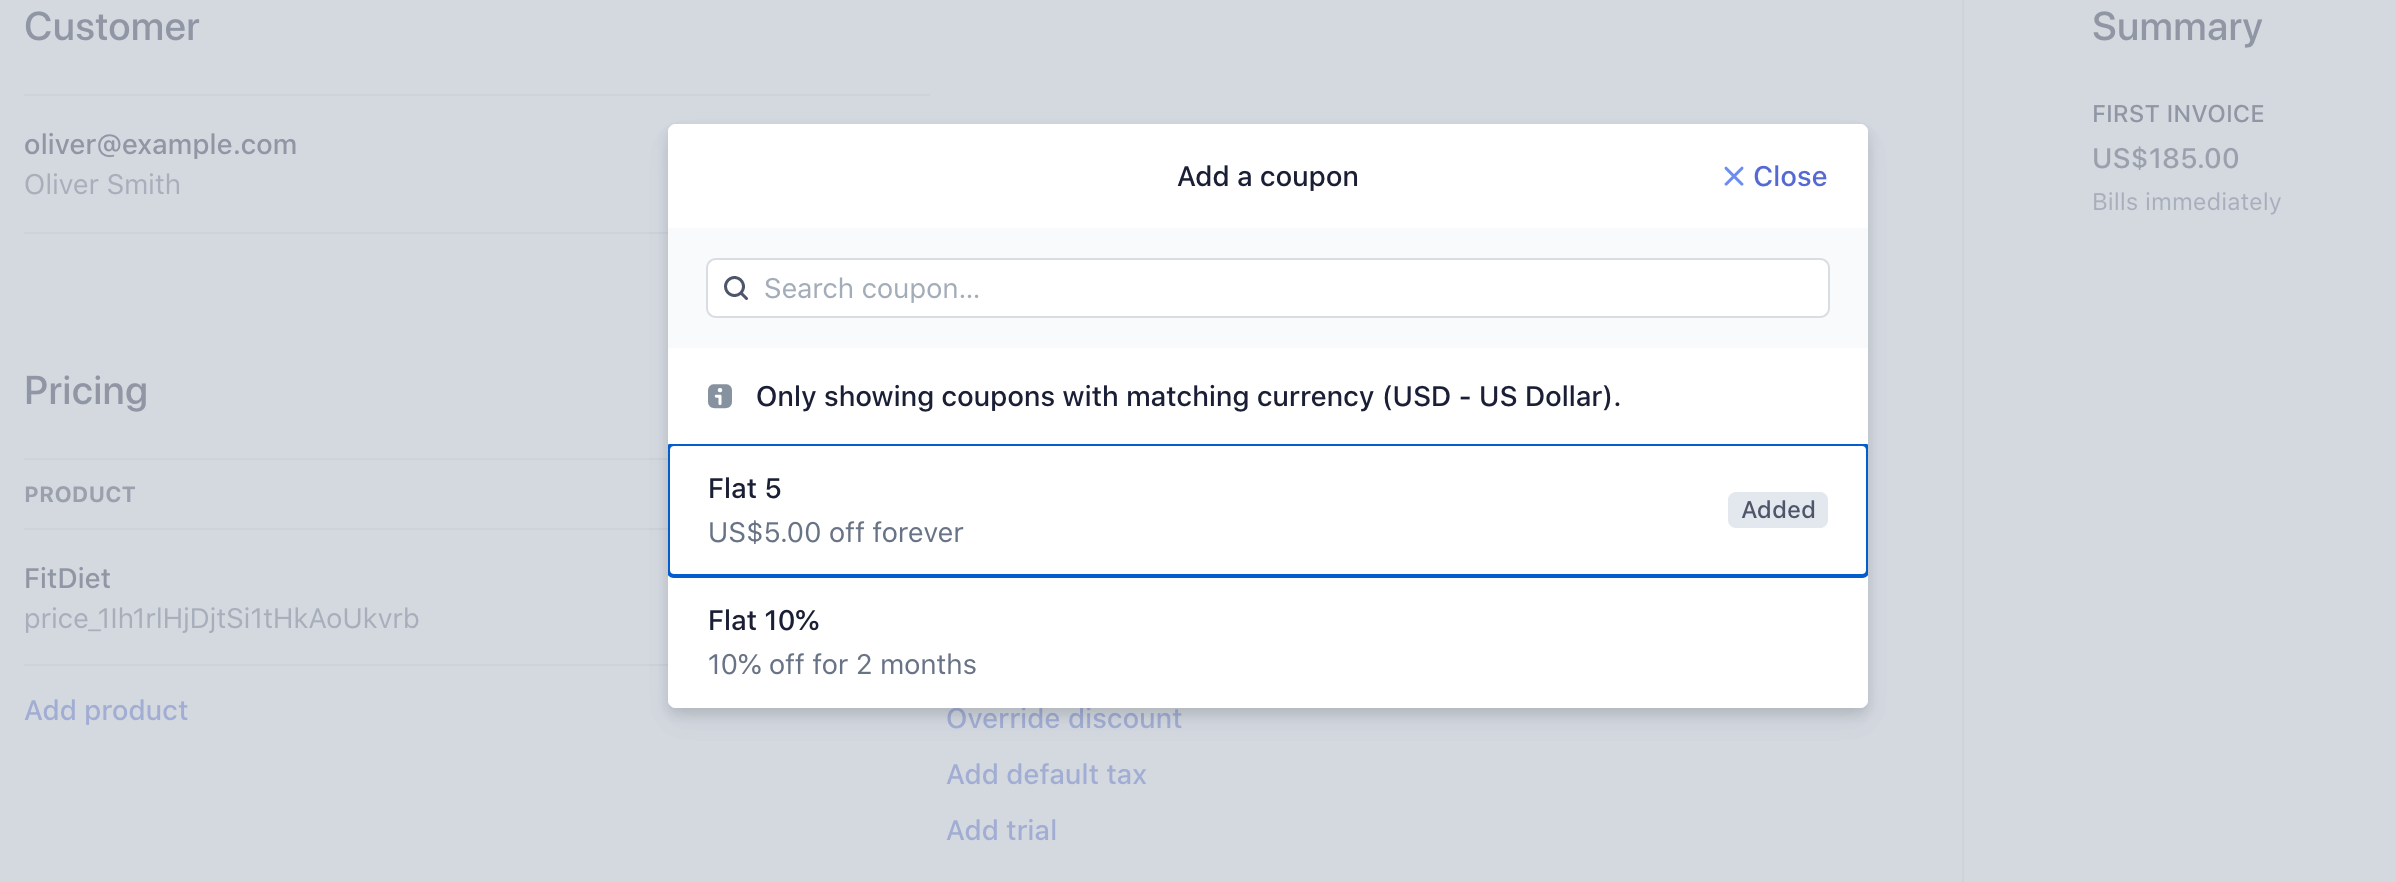 Customer
oliver@example.com
Oliver Smith
Pricing
PRODUCT
FitDiet
price_1Ih1rlHjDjtSi1tHkAoUkvrb
Add product
Add a coupon
Close
Search coupon...
Only showing coupons with matching currency (USD - US Dollar).
Flat 5
US$5.00 off forever
Added
Flat 10%
10% off for 2 months
Override discount
Add default tax
Add trial
Summary
FIRST INVOICE
US$185.00
Bills immediately